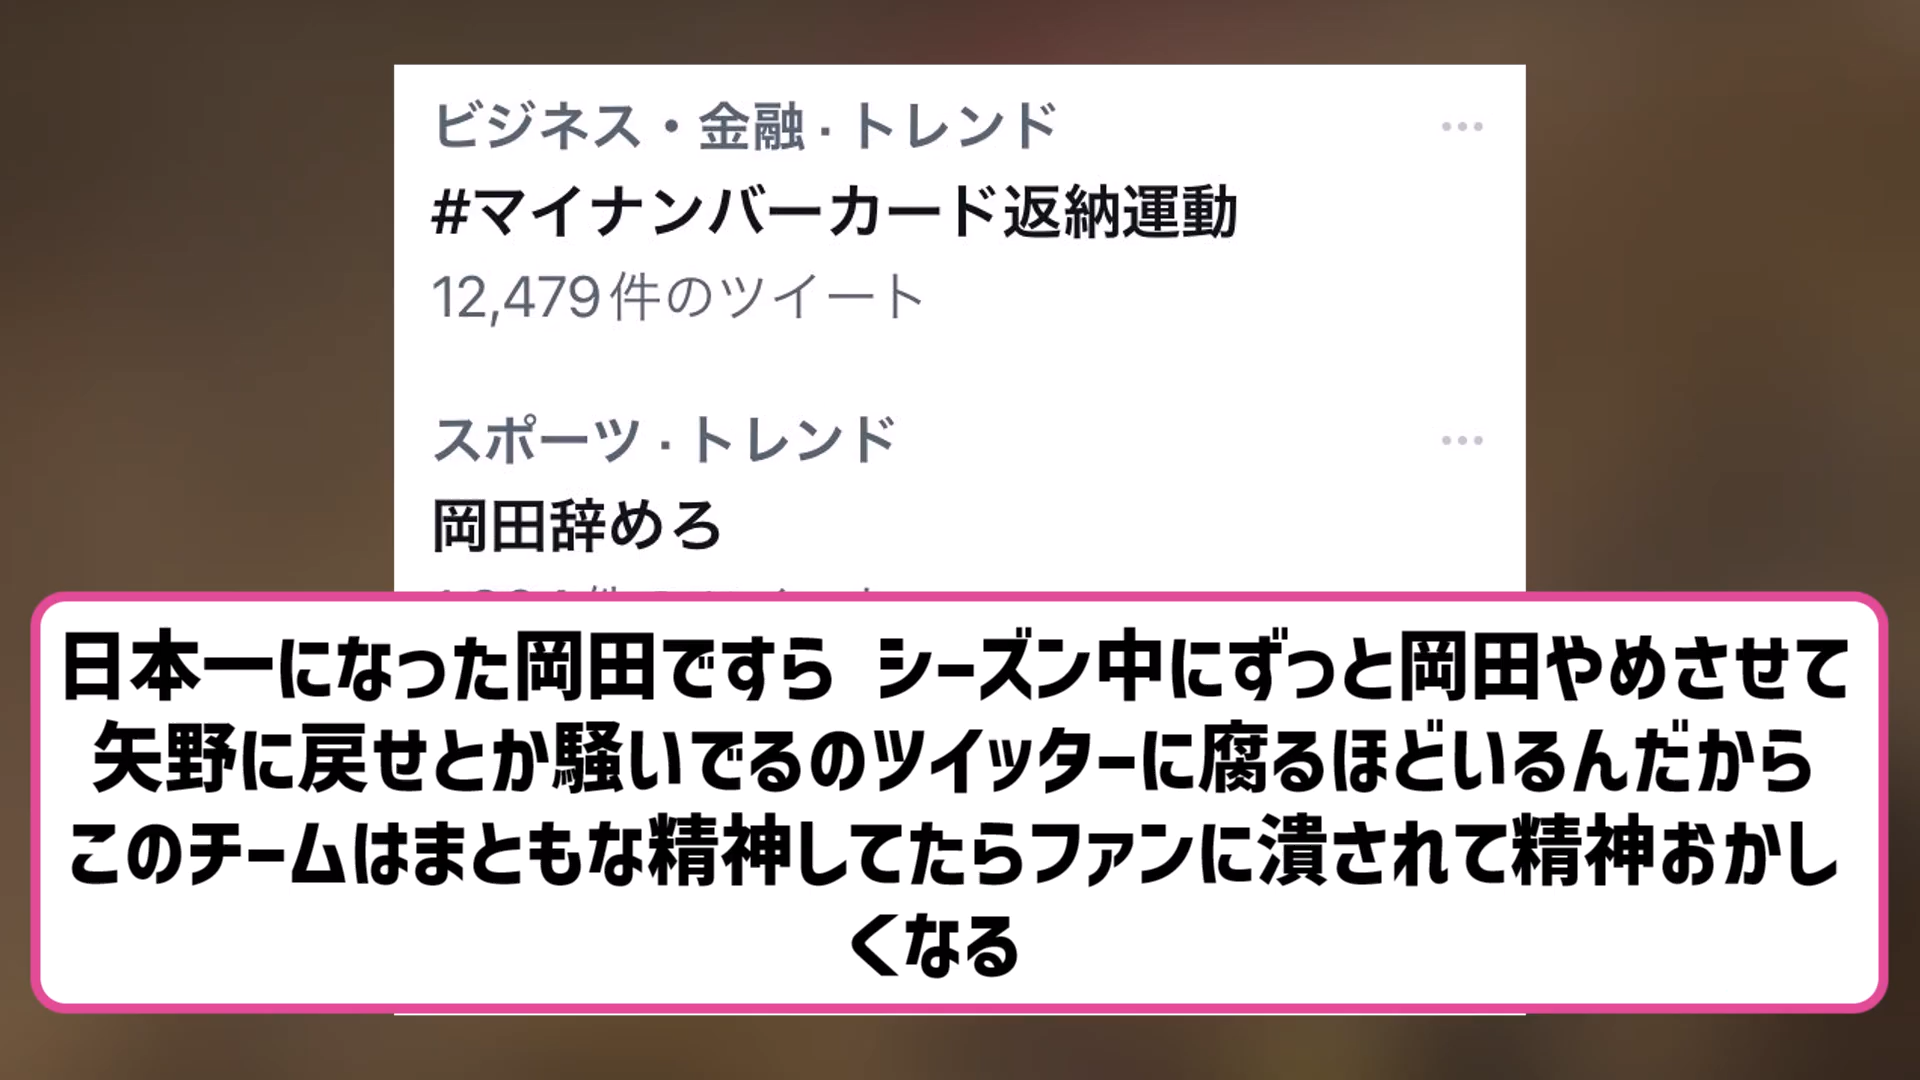 ビジネス・金融 · トレンド
#マイナンバーカード返納運動
12,479件のツイート
スポーツ · トレンド
岡田辞めろ
日本一になった岡田ですら シーズン中にずっと岡田やめさせて
矢野に戻せとか騒いでるのツイッターに腐るほどいるんだから
このチームはまともな精神してたらファンに潰されて精神おかし
くなる